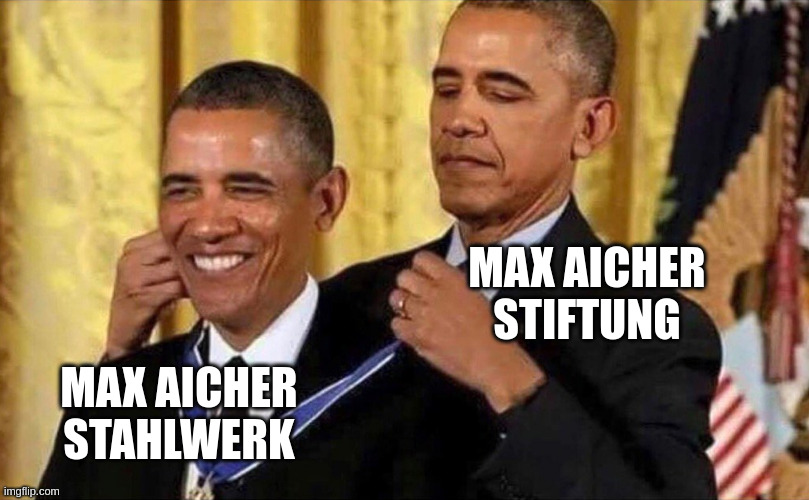 MAX AICHER
STIFTUNG
MAX AICHER
STAHLWERK
imgflip.com